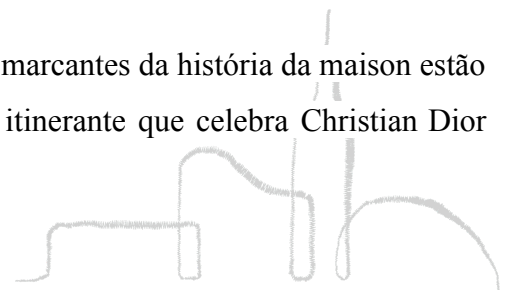 marcantes da história da maison estão
itinerante que celebra Christian Dior